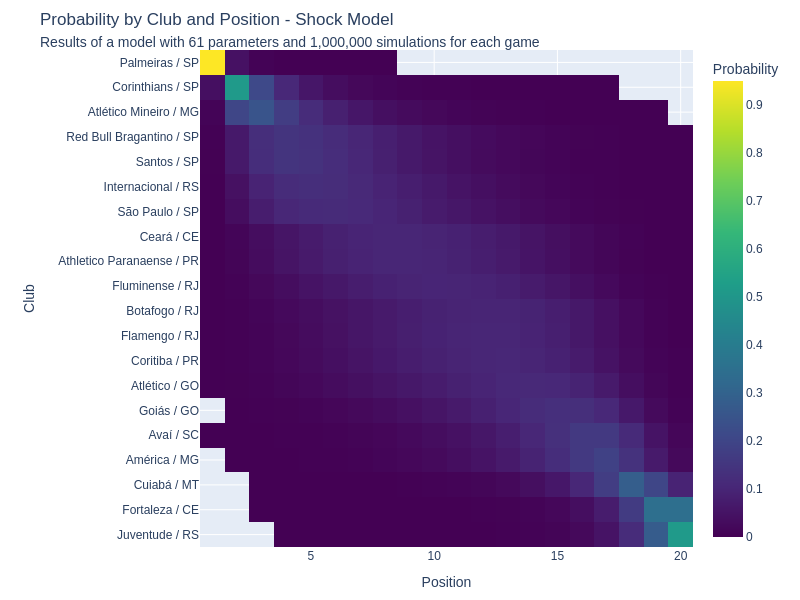 Probability by Club and Position - Shock Model
Results of a model with 61 parameters and 1,000,000 simulations for each game
Probability
Palmeiras / SP
Corinthians / SP
Atlético Mineiro / MG
Red Bull Bragantino / SP
Santos / SP
Internacional / RS
São Paulo / SP
Ceará / CE
Athletico Paranaense / PR
Fluminense / RJ
Botafogo / RJ
Flamengo / RJ
Coritiba / PR
Atlético / GO
Goiás / GO
Avaí / SC
América / MG
Cuiabá / MT
Fortaleza / CE
Juventude / RS
Club
5
10
15
20
Position
0.9
0.8
0.7
0.6
0.5
0.4
0.3
0.2
0.1
0